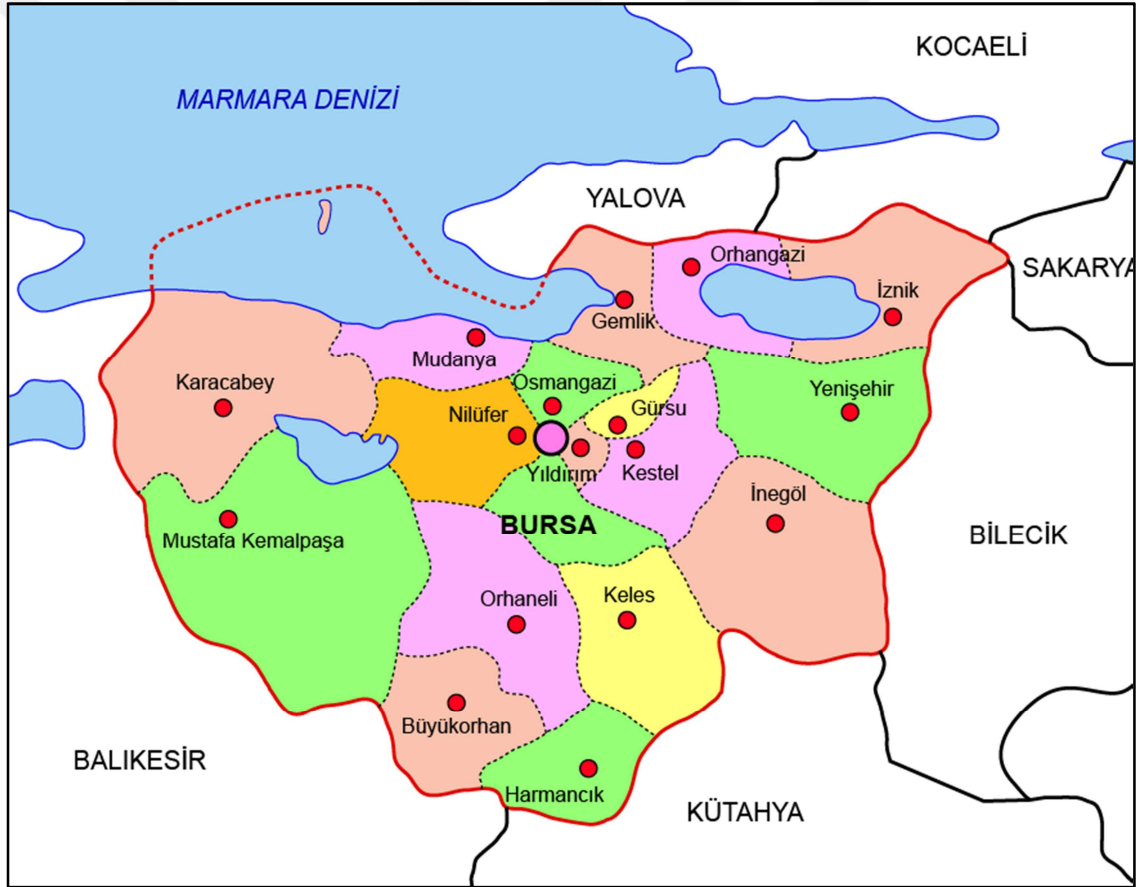 KOCAELİ
MARMARA DENİZİ
YALOVA
Orhangazi
SAKARYA
İznik
Gemlik
Mudanya
Karacabey
Osmangazi
Yenişehir
Nilüfer
Gürsu
Yıldırım
Kestel
İnegöl
BURSA
Mustafa Kemalpaşa
BİLECİK
Orhaneli
Keles
Büyükorhan
BALIKESİR
Harmancık
KÜTAHYA